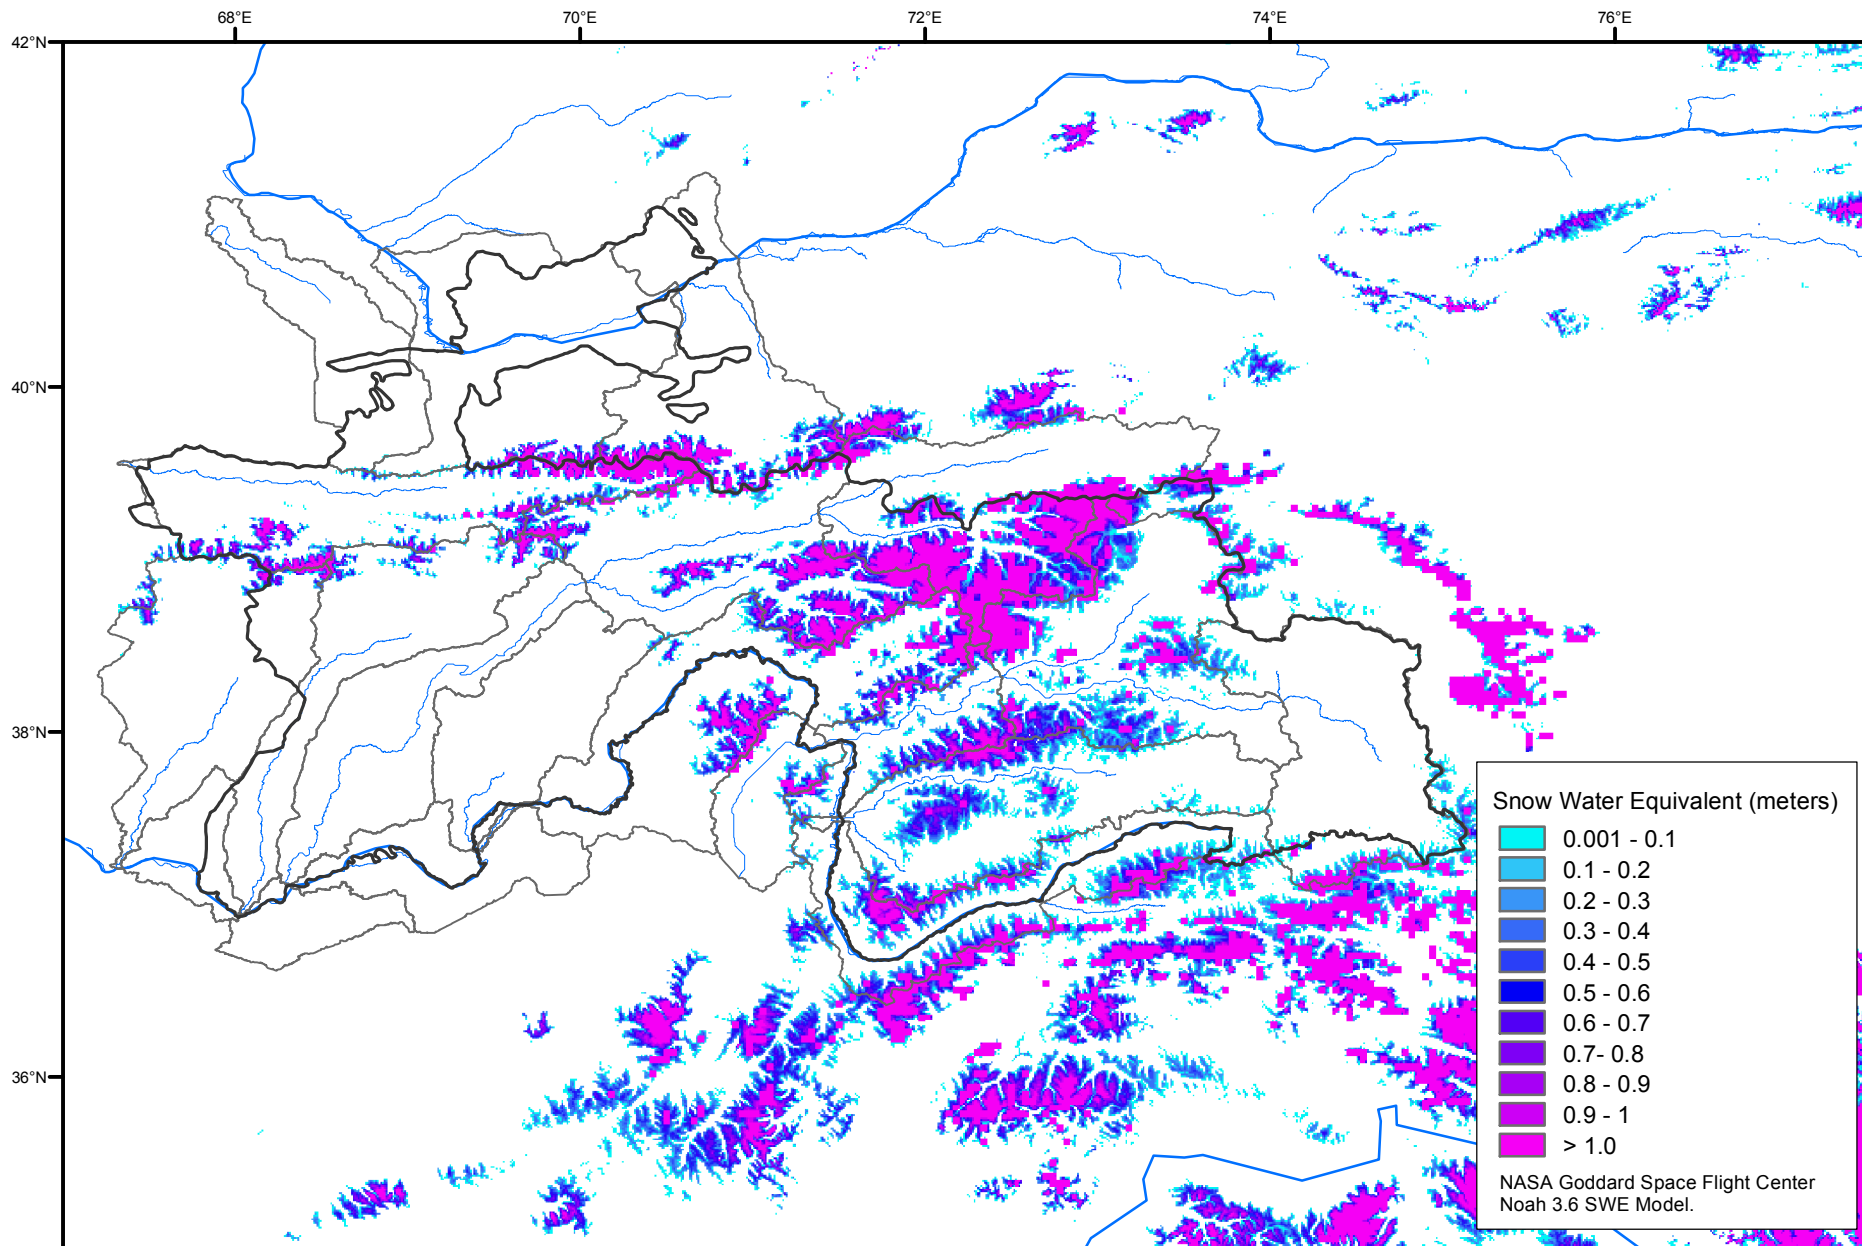 68°E 70°E 72°E 74°E 76°E
42°N
40°N
38°N
36°N
Snow Water Equivalent (meters)
0.001 - 0.1
0.1 - 0.2
0.2 - 0.3
0.3 - 0.4
0.4 - 0.5
0.5 - 0.6
0.6 - 0.7
0.7- 0.8
0.8 - 0.9
0.9 - 1
> 1.0
NASA Goddard Space Flight Center
Noah 3.6 SWE Model.